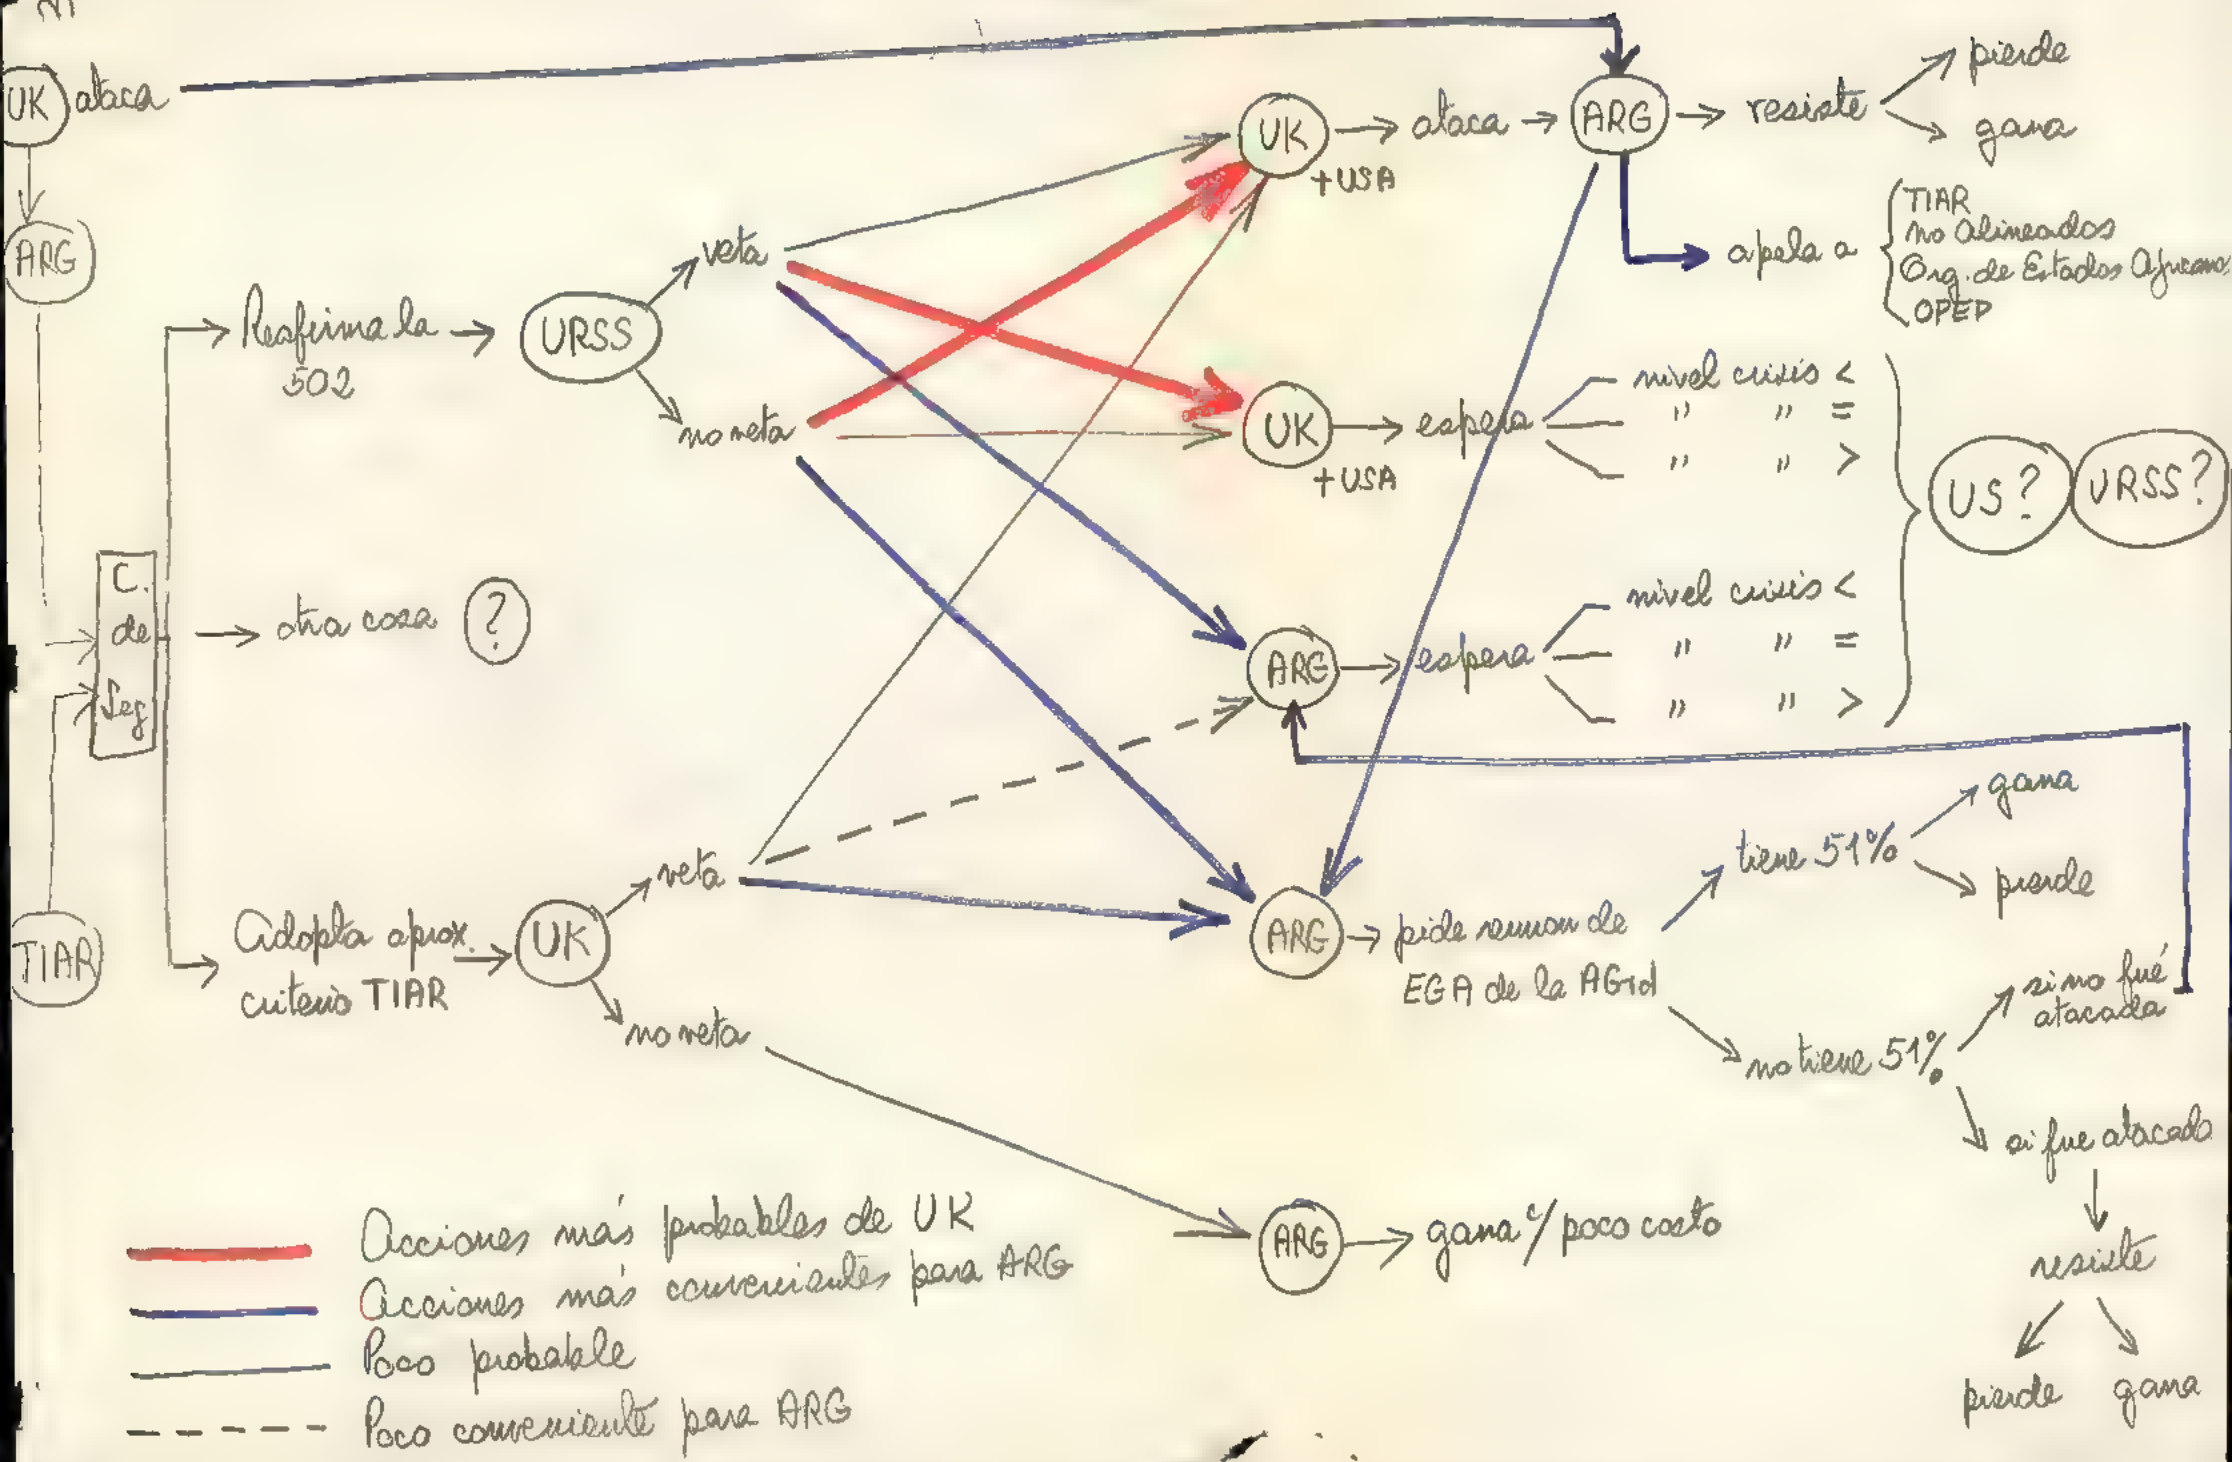 UK ataca
ARG
TIAR
C.
de
Seg
Reafirma la
502
URSS
veta
no veta
otra cosa ?
Adopta aprox.
criterio TIAR
UK
veta
no veta
UK
+USA
ataca
ARG
resiste
pierde
gana
apela a
TIAR
no alineados
Org. de Estados African
OPEP
UK
+USA
espera
nivel crisis <
" " =
" " >
US?
URSS?
ARG
espera
nivel crisis <
" " =
" " >
ARG
pide reunion de
EGA de la AG
tiene 51%
gana
pierde
no tiene 51%
si no fué
atacada
si fue atacada
resiste
pierde
gana
ARG
gana c/ poco costo
Acciones más probables de UK
Acciones más convenientes para ARG
Poco probable
Poco conveniente para ARG